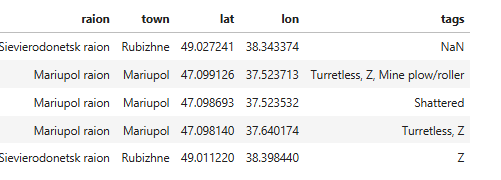 raion town lat lon tags
Sievierodonetsk raion Rubizhne 49.027241 38.343374 NaN
Mariupol raion Mariupol 47.099126 37.523713 Turretless, Z, Mine plow/roller
Mariupol raion Mariupol 47.098693 37.523532 Shattered
Mariupol raion Mariupol 47.098140 37.640174 Turretless, Z
Sievierodonetsk raion Rubizhne 49.011220 38.398440 Z